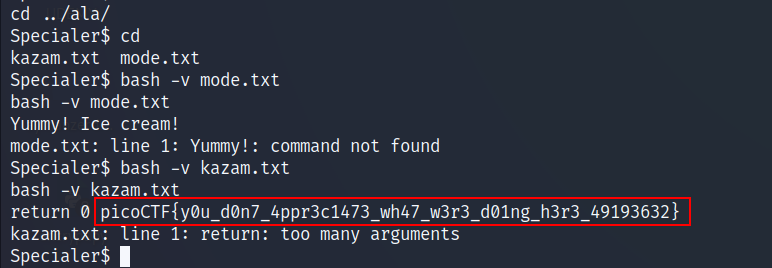 cd ../ala/
Specialer$ cd
kazam.txt  mode.txt
Specialer$ bash -v mode.txt
bash -v mode.txt
Yummy! Ice cream!
mode.txt: line 1: Yummy!: command not found
Specialer$ bash -v kazam.txt
bash -v kazam.txt
return 0 picoCTF{y0u_d0n7_4ppr3c1473_wh47_w3r3_d01ng_h3r3_49193632}
kazam.txt: line 1: return: too many arguments
Specialer$